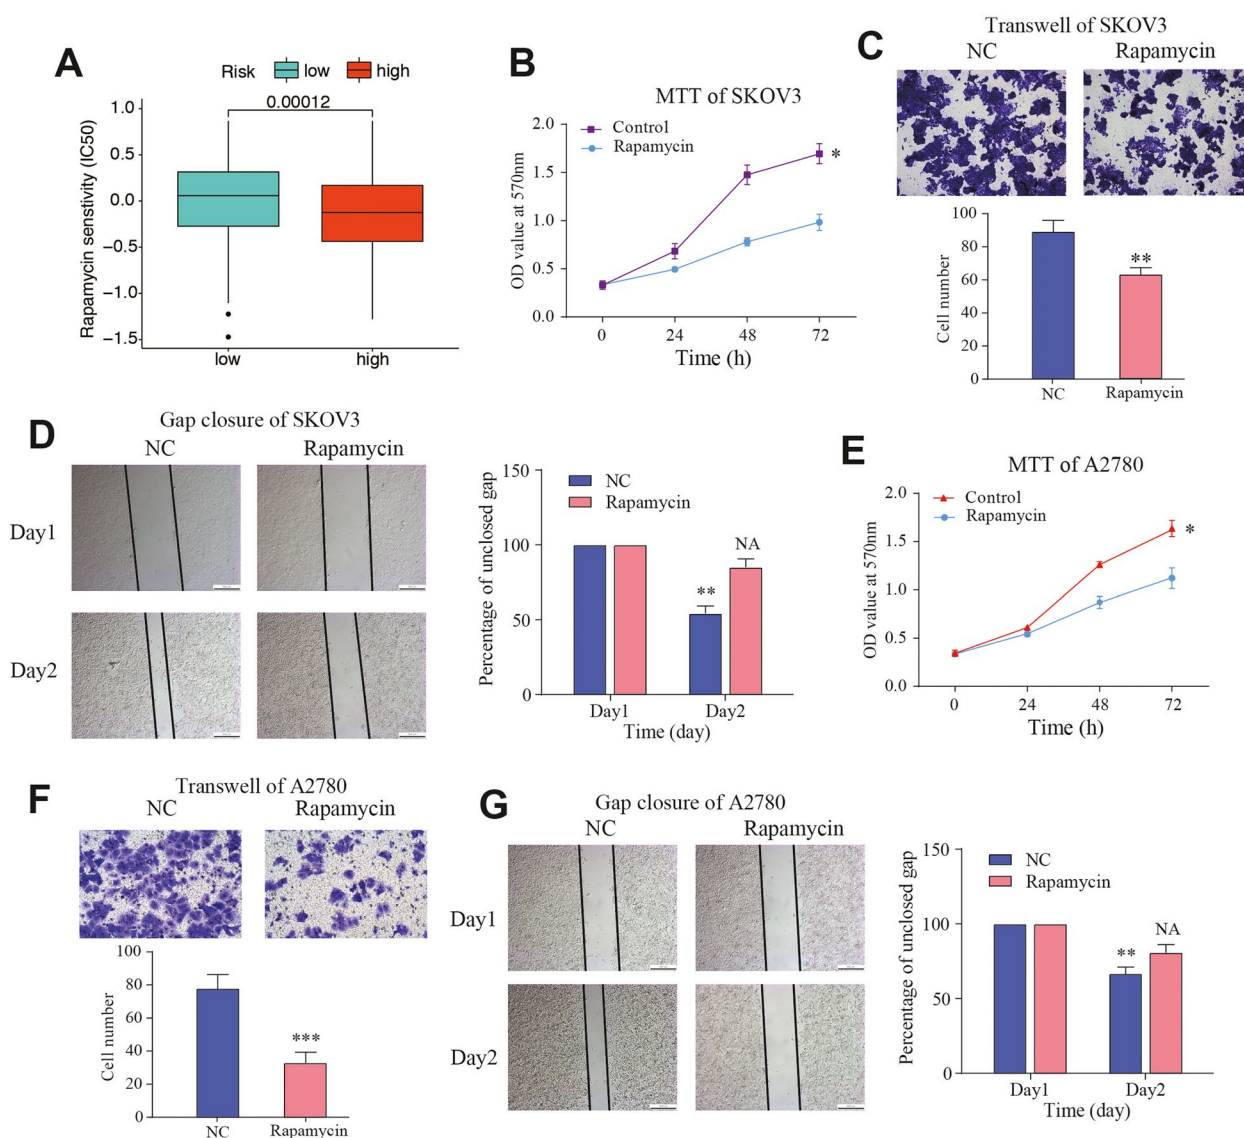 A
Risk low high
0.00012
Rapamycin senstivity (IC50)
1.0
0.5
0.0
−0.5
−1.0
−1.5
low high
B
MTT of SKOV3
Control
Rapamycin
OD value at 570nm
2.0
1.5
1.0
0.5
0.0
*
0 24 48 72
Time (h)
C
Transwell of SKOV3
NC Rapamycin
Cell number
100
80
60
40
20
0
**
NC Rapamycin
D
Gap closure of SKOV3
NC Rapamycin
Day1
Day2
Percentage of unclosed gap
150
100
50
0
NC
Rapamycin
** NA
Day1 Day2
Time (day)
E
MTT of A2780
Control
Rapamycin
OD value at 570nm
2.0
1.5
1.0
0.5
0.0
*
0 24 48 72
Time (h)
F
Transwell of A2780
NC Rapamycin
Cell number
100
80
60
40
20
0
***
NC Rapamycin
G
Gap closure of A2780
NC Rapamycin
Day1
Day2
Percentage of unclosed gap
150
100
50
0
NC
Rapamycin
** NA
Day1 Day2
Time (day)